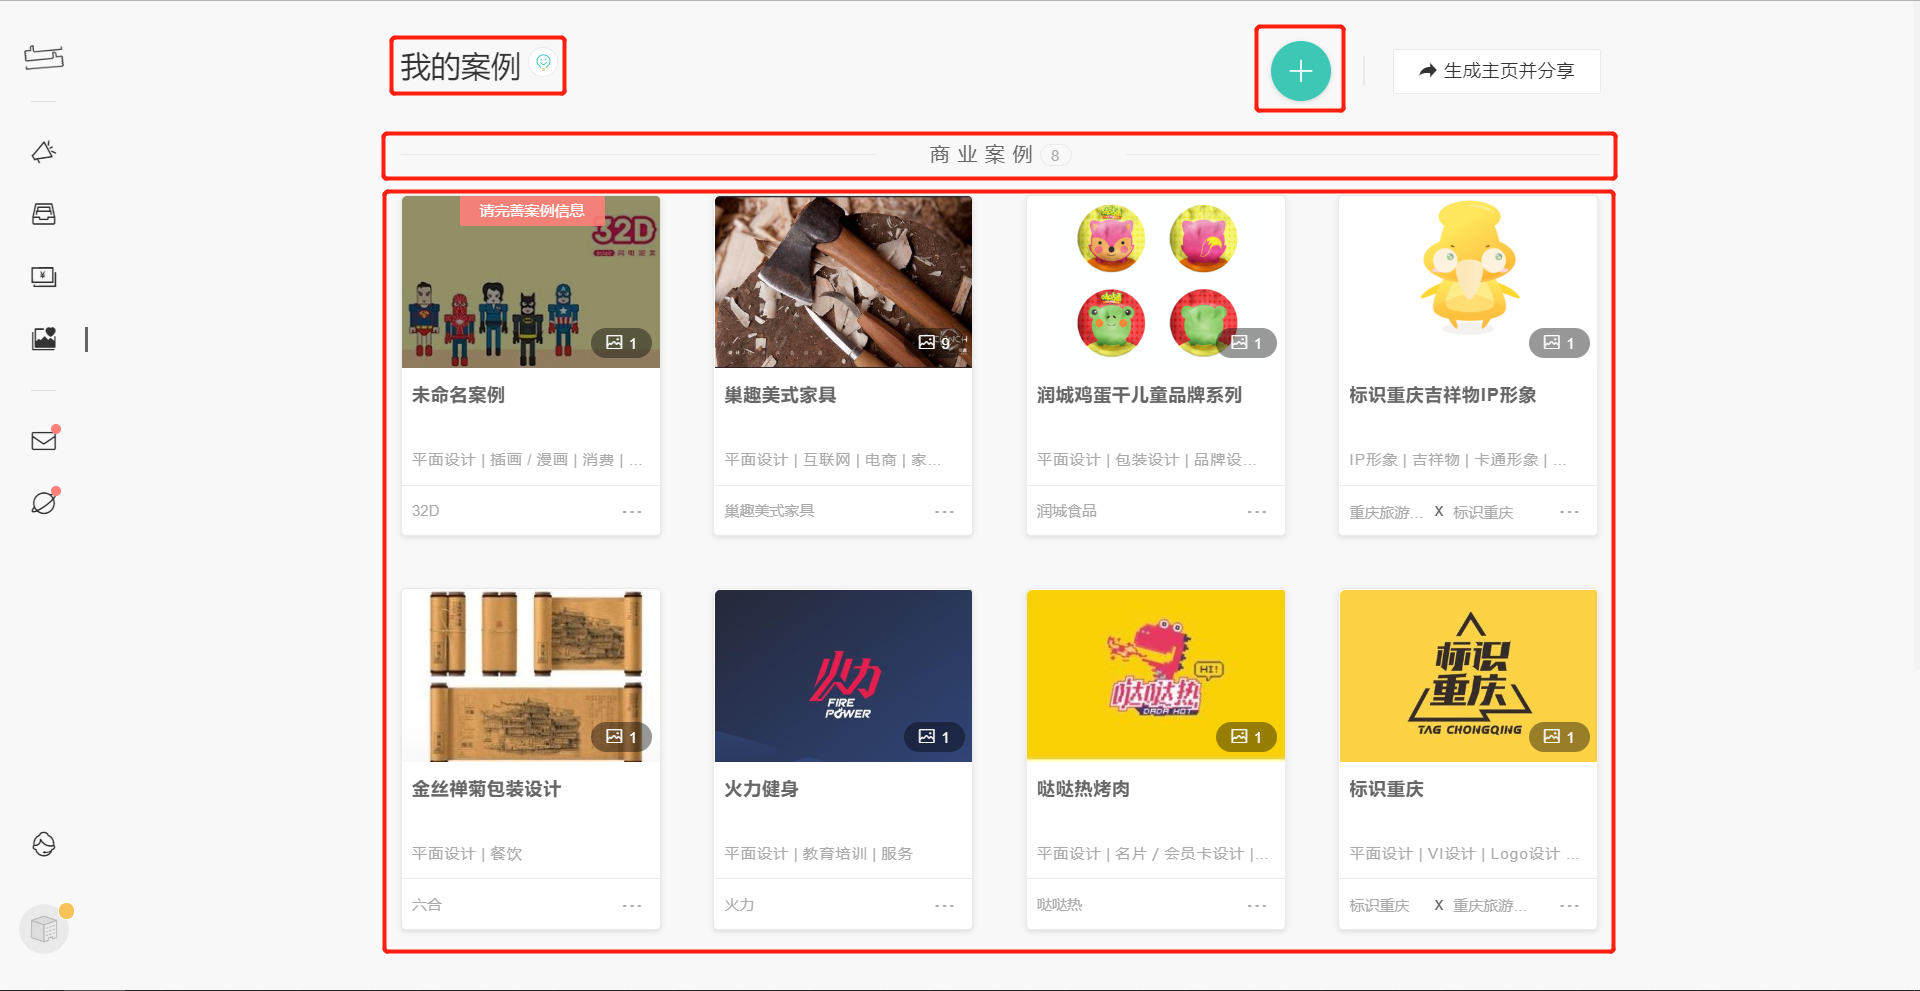 我的案例
生成主页并分享
商业案例 8
请完善案例信息
32D
闪电迷案
1
9
1
1
未命名案例
巢趣美式家具
润城鸡蛋干儿童品牌系列
标识重庆吉祥物IP形象
平面设计 | 插画 / 漫画 | 消费 | ...
平面设计 | 互联网 | 电商 | 家...
平面设计 | 包装设计 | 品牌设...
IP形象 | 吉祥物 | 卡通形象 | ...
32D
巢趣美式家具
润城食品
重庆旅游... X 标识重庆
火力
FIRE
POWER
HI!
哒哒热
DADA HOT
标识
重庆
TAG CHONGQING
1
1
1
1
金丝禅菊包装设计
火力健身
哒哒热烤肉
标识重庆
平面设计 | 餐饮
平面设计 | 教育培训 | 服务
平面设计 | 名片 / 会员卡设计 |...
平面设计 | VI设计 | Logo设计 ...
六合
火力
哒哒热
标识重庆 X 重庆旅游...